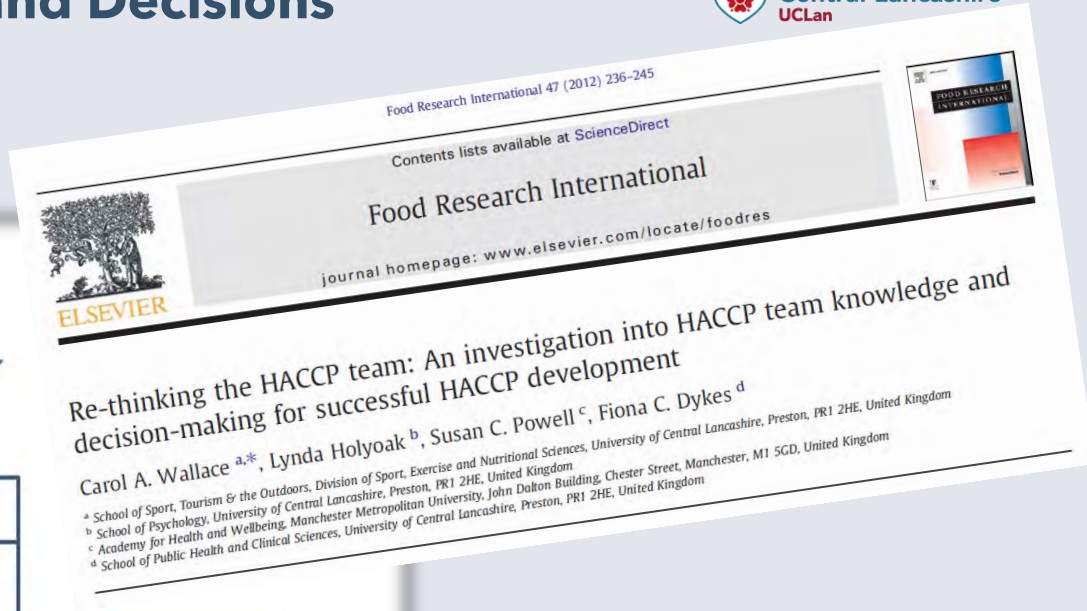 and Decisions
Central Lancashire
UCLan
Food Research International 47 (2012) 236–245
Contents lists available at ScienceDirect
Food Research International
journal homepage: www.elsevier.com/locate/foodres
FOOD RESEARCH
INTERNATIONAL
ELSEVIER
Re-thinking the HACCP team: An investigation into HACCP team knowledge and
decision-making for successful HACCP development
Carol A. Wallace a,*, Lynda Holyoak b, Susan C. Powell c, Fiona C. Dykes d
a School of Sport, Tourism & the Outdoors, Division of Sport, Exercise and Nutritional Sciences, University of Central Lancashire, Preston, PR1 2HE, United Kingdom
b School of Psychology, University of Central Lancashire, Preston, PR1 2HE, United Kingdom
c Academy for Health and Wellbeing, Manchester Metropolitan University, John Dalton Building, Chester Street, Manchester, M1 5GD, United Kingdom
d School of Public Health and Clinical Sciences, University of Central Lancashire, Preston, PR1 2HE, United Kingdom